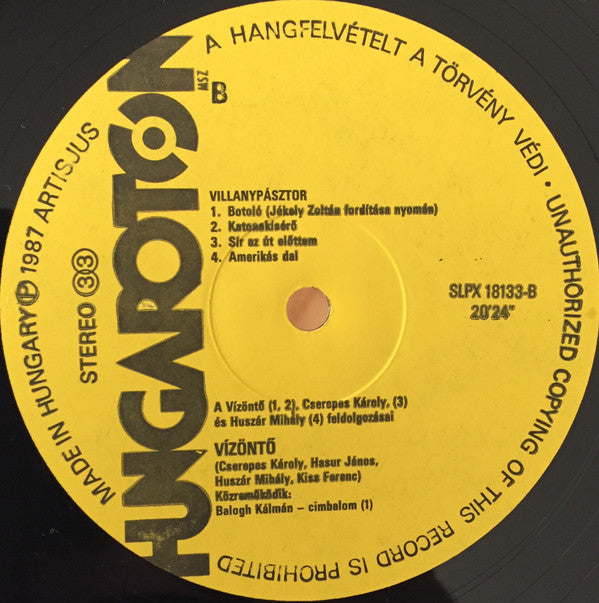 HUNGAROTON
MSZ
B
A HANGFELVÉTELT A TÖRVÉNY VÉDI • UNAUTHORIZED COPYING OF THIS RECORD IS PROHIBITED
MADE IN HUNGARY Ⓟ 1987 ARTISJUS
STEREO 33
VILLANYPÁSZTOR
1. Botoló (Jékely Zoltán fordítása nyomán)
2. Katonakísérő
3. Sír az út előttem
4. Amerikás dal
SLPX 18133-B
20'24"
A Vízöntő (1, 2), Cserepes Károly, (3)
és Huszár Mihály (4) feldolgozásai
VÍZÖNTŐ
(Cserepes Károly, Hasur János,
Huszár Mihály, Kiss Ferenc)
Közreműködik:
Balogh Kálmán – cimbalom (1)